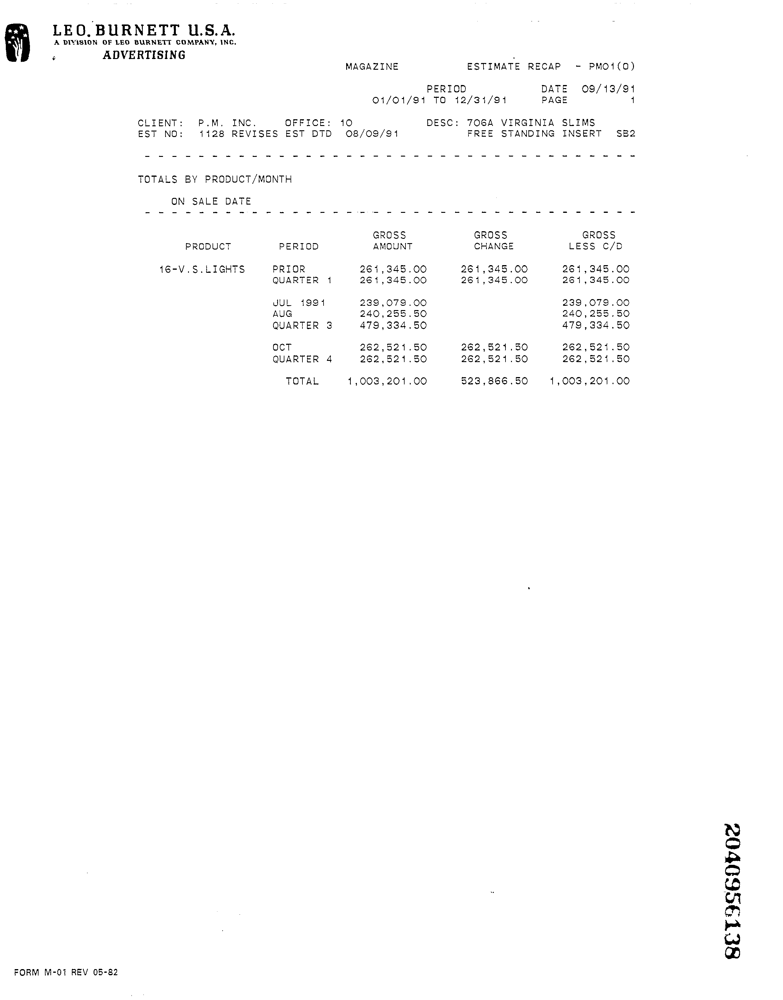 LEO BURNETT U.S.A.
A DIVISION OF LEO BURNETT COMPANY, INC.
ADVERTISING
MAGAZINE ESTIMATE RECAP - PM01(0)
PERIOD DATE 09/13/91
01/01/91 TO 12/31/91 PAGE 1
CLIENT: P.M. INC. OFFICE: 10 DESC: 706A VIRGINIA SLIMS
EST NO: 1128 REVISES EST DTD 08/09/91 FREE STANDING INSERT SB2
TOTALS BY PRODUCT/MONTH
ON SALE DATE
GROSS GROSS GROSS
PRODUCT PERIOD AMOUNT CHANGE LESS C/D
16-V.S.LIGHTS PRIOR 261,345.00 261,345.00 261,345.00
QUARTER 1 261,345.00 261,345.00 261,345.00
JUL 1991 239,079.00 239,079.00
AUG 240,255.50 240,255.50
QUARTER 3 479,334.50 479,334.50
OCT 262,521.50 262,521.50 262,521.50
QUARTER 4 262,521.50 262,521.50 262,521.50
TOTAL 1,003,201.00 523,866.50 1,003,201.00
2040956138
FORM M-01 REV 05-82